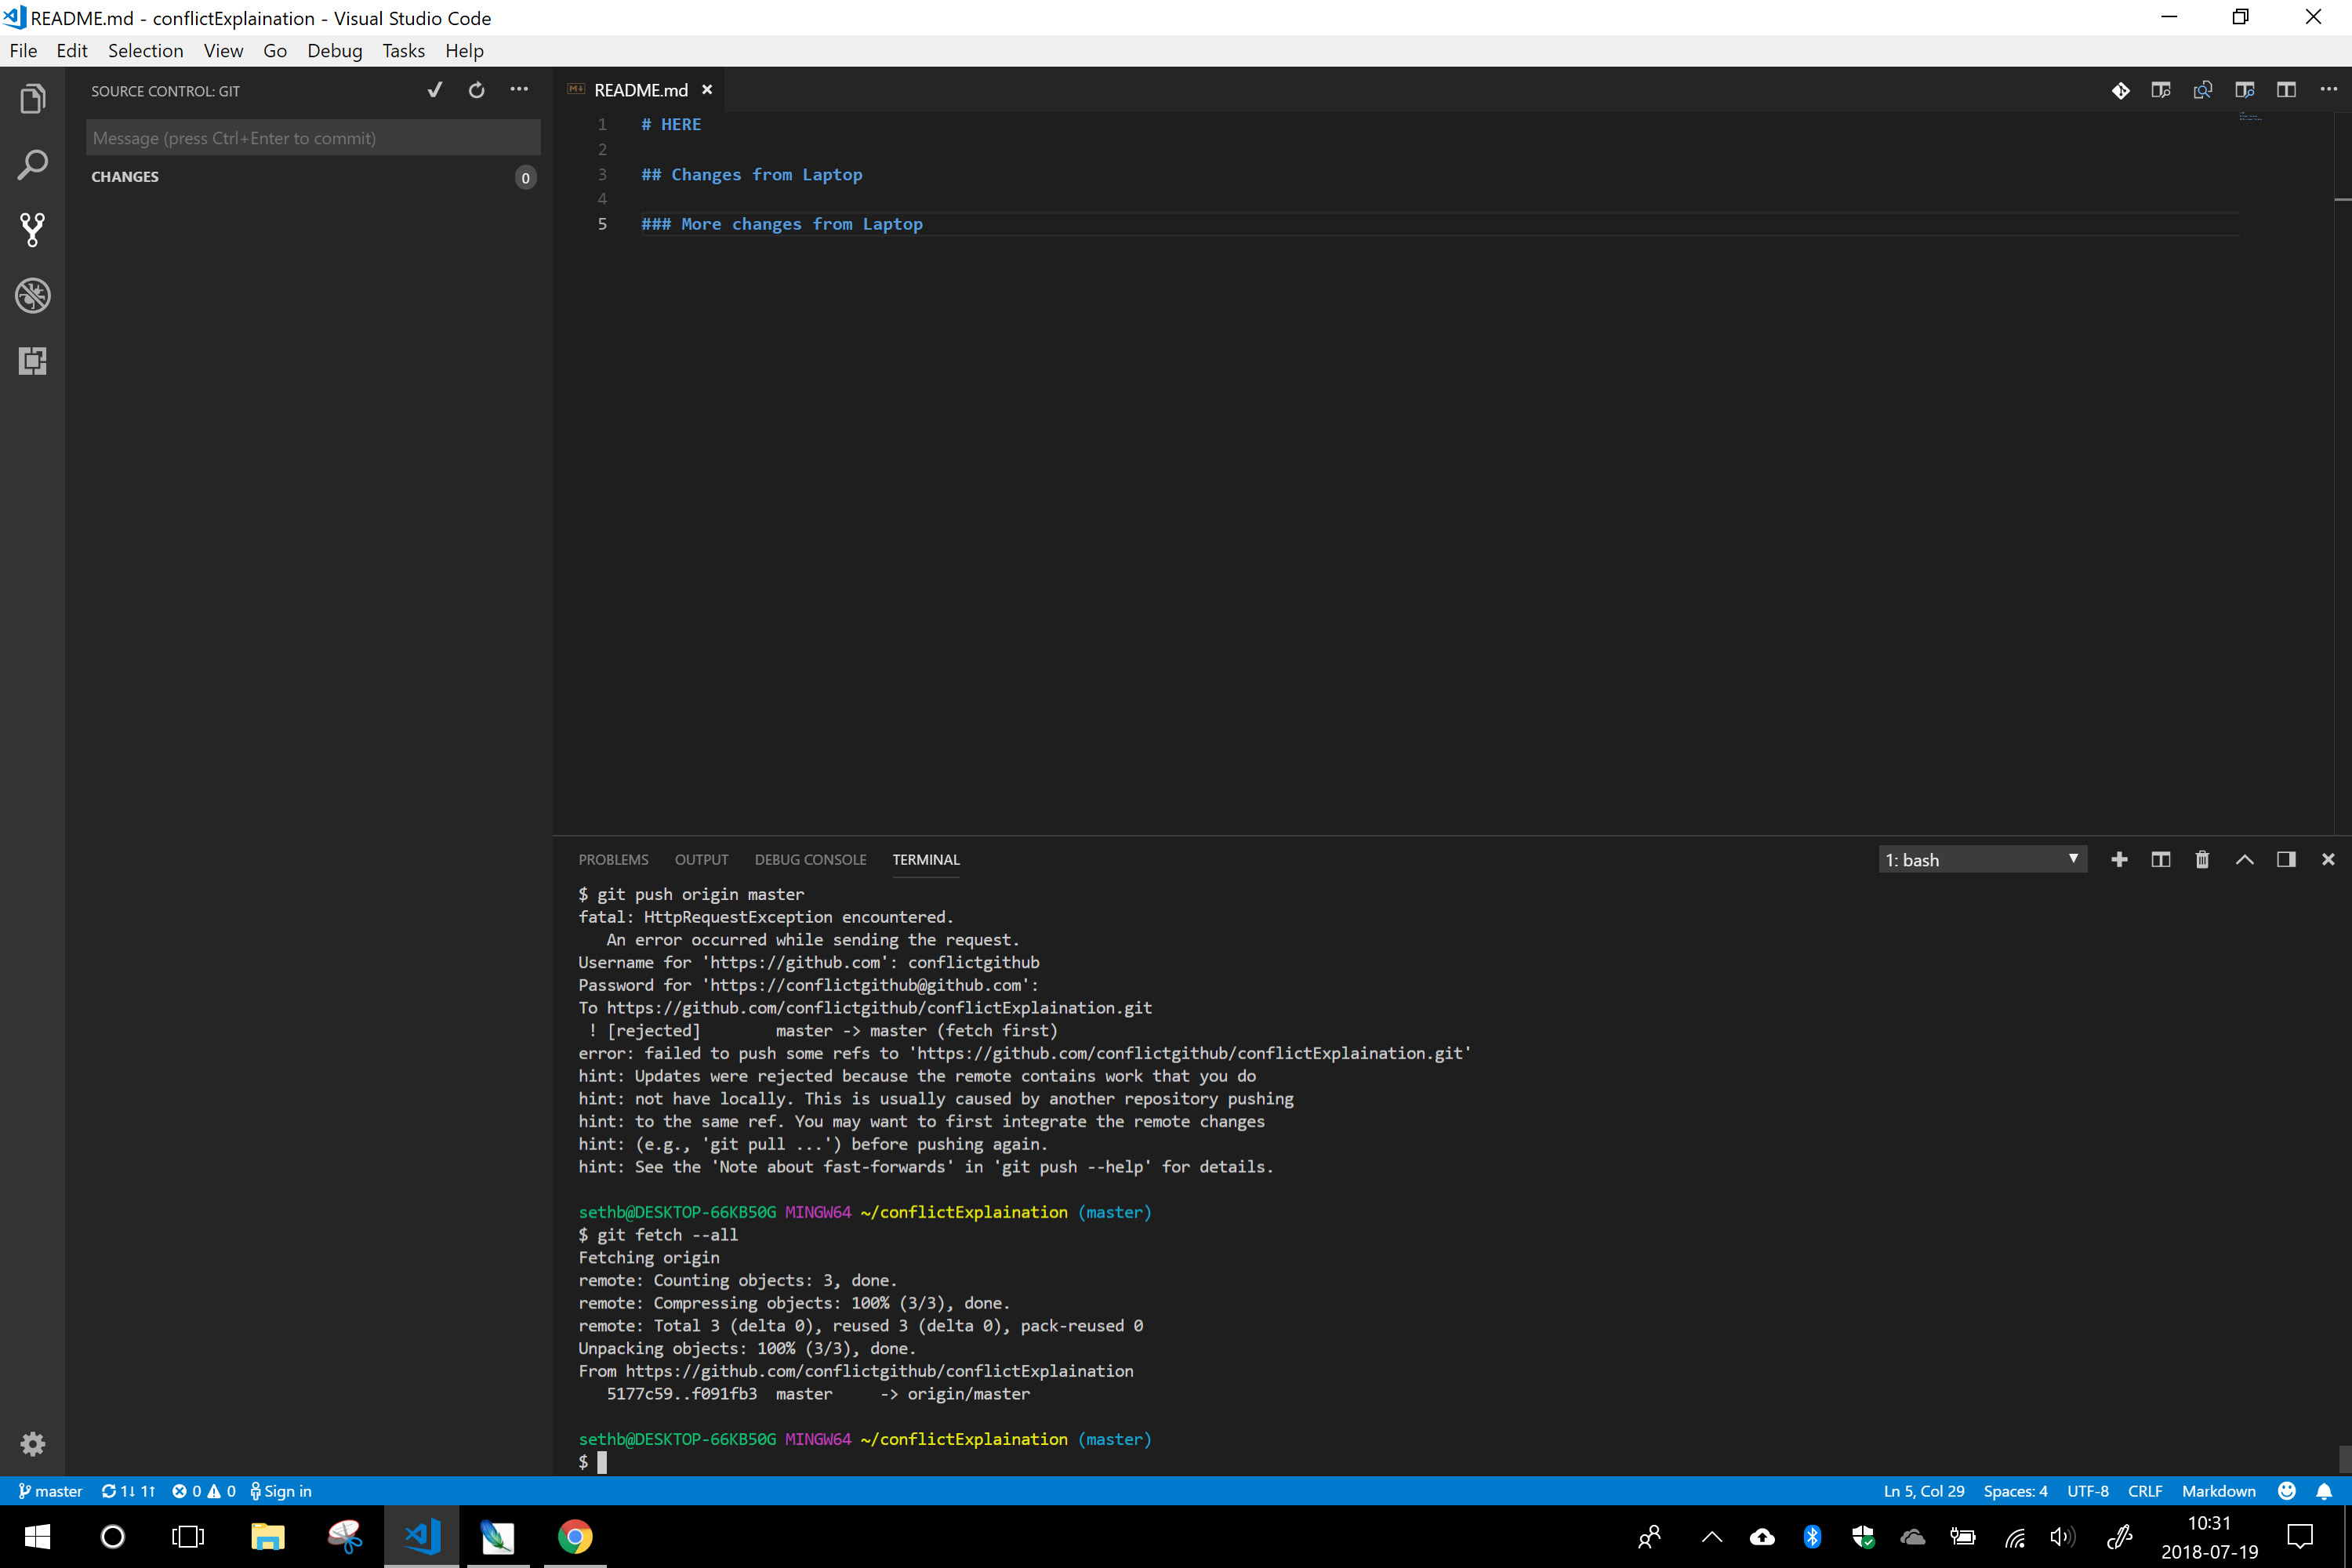 README.md - conflictExplaination - Visual Studio Code
File Edit Selection View Go Debug Tasks Help
SOURCE CONTROL: GIT
Message (press Ctrl+Enter to commit)
CHANGES 0
README.md
1 # HERE
2
3 ## Changes from Laptop
4
5 ### More changes from Laptop
PROBLEMS OUTPUT DEBUG CONSOLE TERMINAL
1: bash
$ git push origin master
fatal: HttpRequestException encountered.
   An error occurred while sending the request.
Username for 'https://github.com': conflictgithub
Password for 'https://conflictgithub@github.com':
To https://github.com/conflictgithub/conflictExplaination.git
 ! [rejected]        master -> master (fetch first)
error: failed to push some refs to 'https://github.com/conflictgithub/conflictExplaination.git'
hint: Updates were rejected because the remote contains work that you do
hint: not have locally. This is usually caused by another repository pushing
hint: to the same ref. You may want to first integrate the remote changes
hint: (e.g., 'git pull ...') before pushing again.
hint: See the 'Note about fast-forwards' in 'git push --help' for details.
sethb@DESKTOP-66KB50G MINGW64 ~/conflictExplaination (master)
$ git fetch --all
Fetching origin
remote: Counting objects: 3, done.
remote: Compressing objects: 100% (3/3), done.
remote: Total 3 (delta 0), reused 3 (delta 0), pack-reused 0
Unpacking objects: 100% (3/3), done.
From https://github.com/conflictgithub/conflictExplaination
   5177c59..f091fb3  master     -> origin/master
sethb@DESKTOP-66KB50G MINGW64 ~/conflictExplaination (master)
$
master 1↓ 1↑ 0 0 Sign in Ln 5, Col 29 Spaces: 4 UTF-8 CRLF Markdown
10:31
2018-07-19